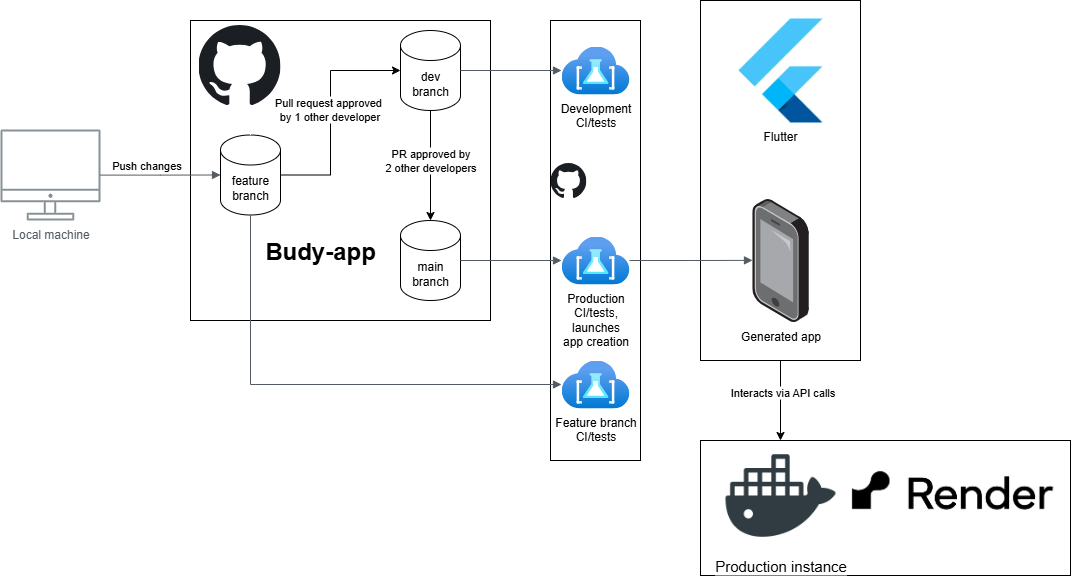 Local machine
Push changes
feature
branch
Pull request approved
by 1 other developer
dev
branch
PR approved by
2 other developers
Budy-app
main
branch
Development
CI/tests
Production
CI/tests,
launches
app creation
Feature branch
CI/tests
Flutter
Generated app
Interacts via API calls
Render
Production instance